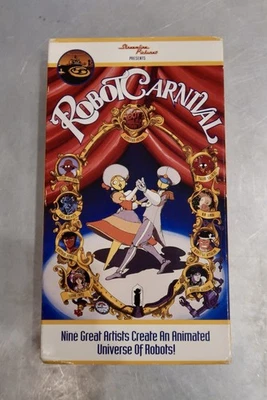 Streamline Pictures
PRESENTS
ROBOT CARNIVAL
Nine Great Artists Create An Animated
Universe Of Robots!